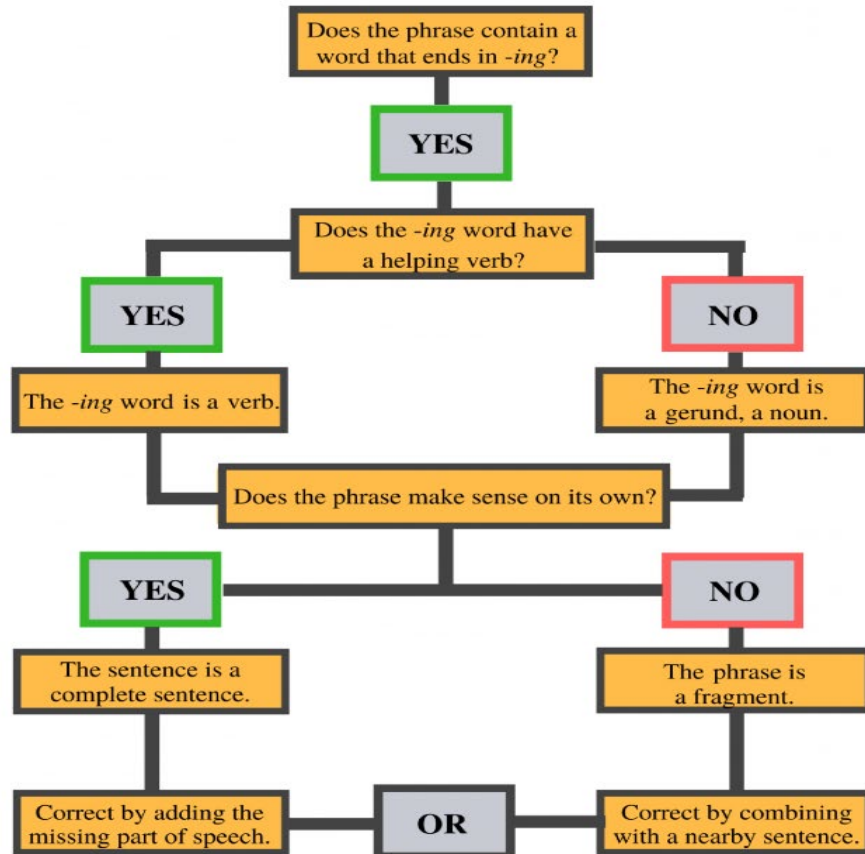 Does the phrase contain a
word that ends in -ing?
YES
Does the -ing word have
a helping verb?
YES
NO
The -ing word is a verb.
The -ing word is
a gerund, a noun.
Does the phrase make sense on its own?
YES
NO
The sentence is a
complete sentence.
The phrase is
a fragment.
Correct by adding the
missing part of speech.
OR
Correct by combining
with a nearby sentence.